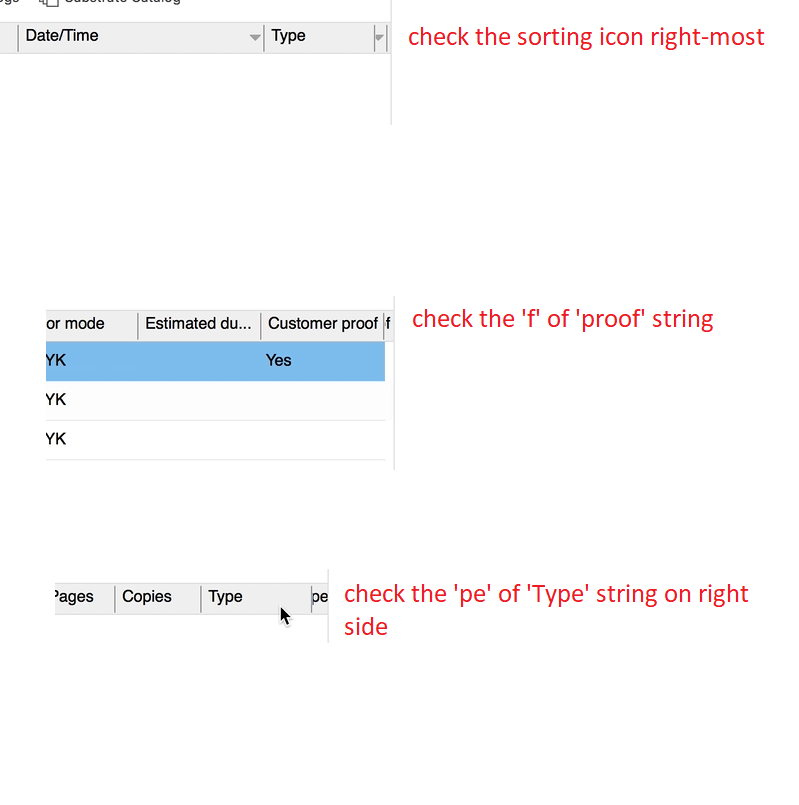 Substrate Catalog
Date/Time Type
check the sorting icon right-most
or mode Estimated du... Customer proof f
check the 'f' of 'proof' string
YK Yes
YK
YK
Pages Copies Type pe
check the 'pe' of 'Type' string on right
side